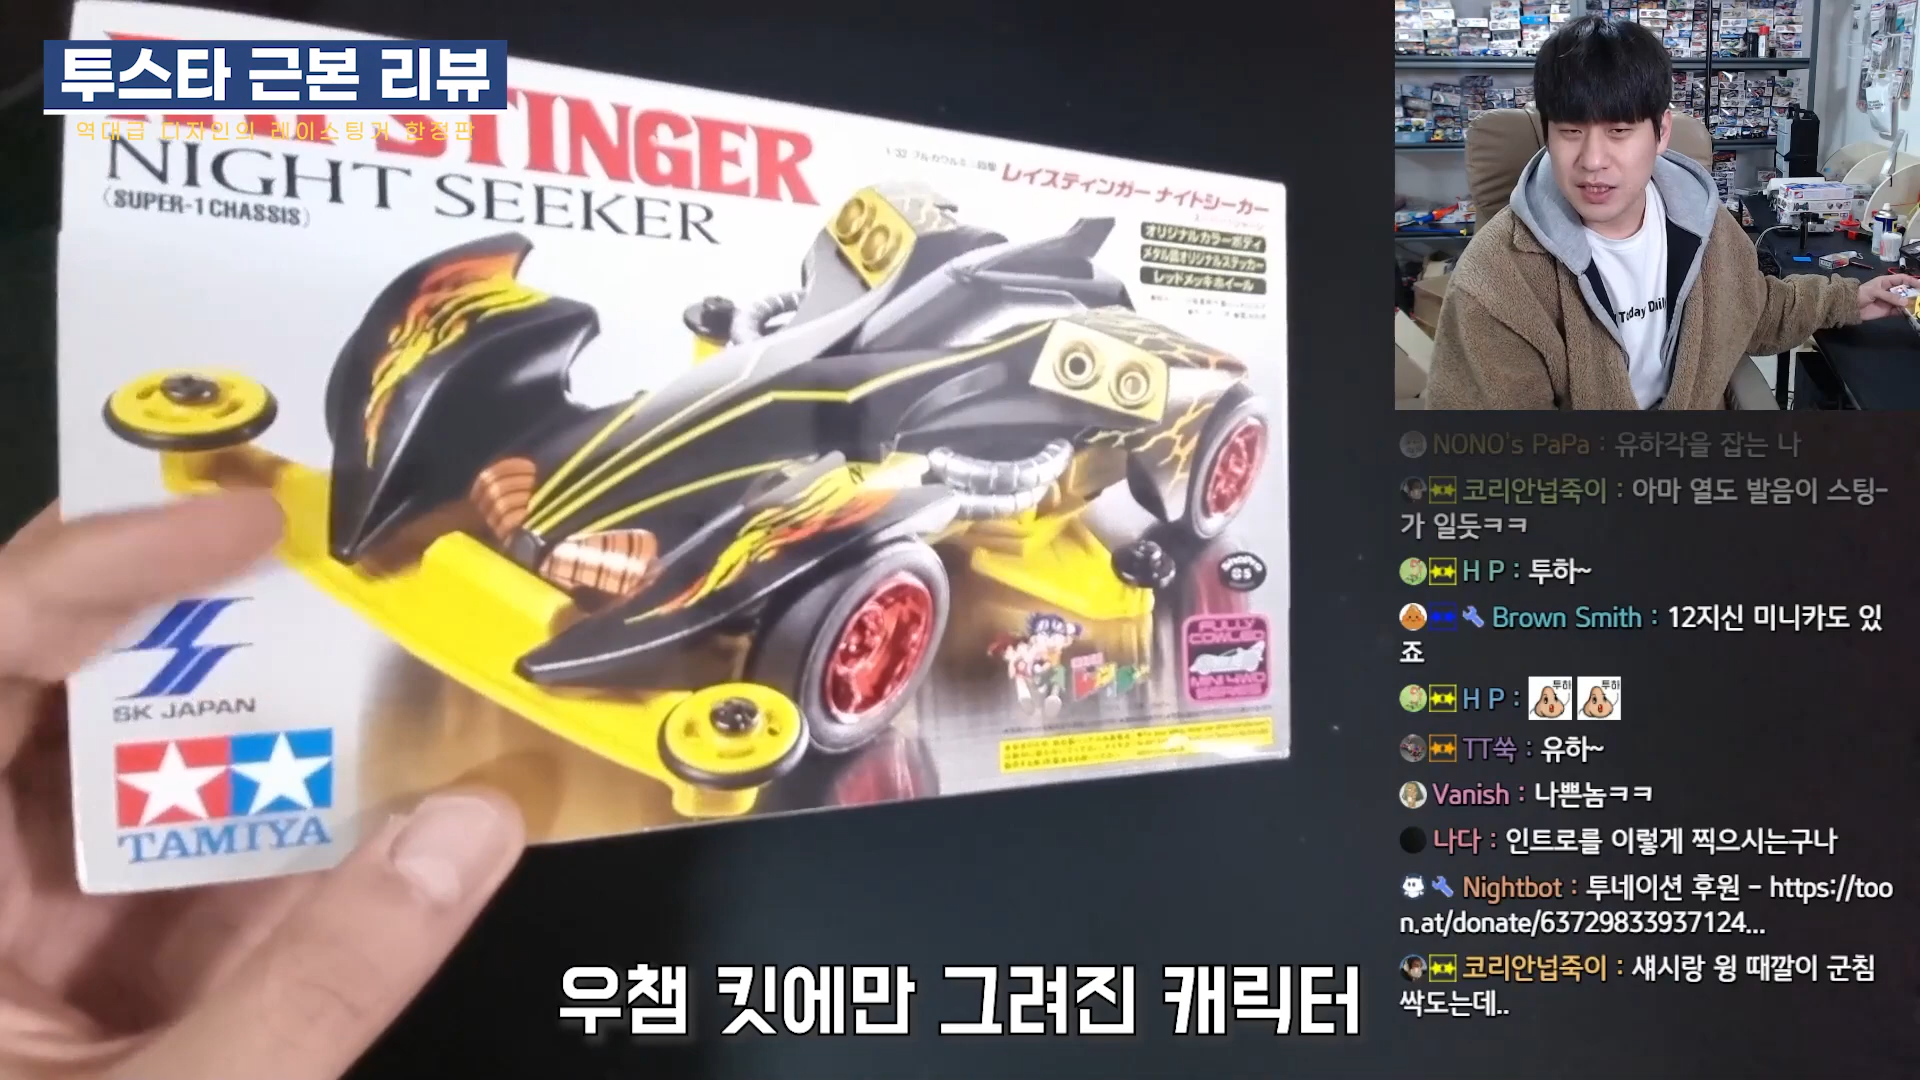 투스타 근본 리뷰
역대급 디자인의 레이스팅거 한정판
STINGER
NIGHT SEEKER
(SUPER-1 CHASSIS)
レイスティンガー ナイトシーカー
オリジナルカラーボディ
メタル調オリジナルステッカー
レッドメッキホイール
FULLY
COWLED
MINI 4WD
SERIES
SK JAPAN
TAMIYA
Today Dail
우챔 킷에만 그려진 캐릭터
NONO's PaPa : 유하각을 잡는 나
코리안넙죽이 : 아마 열도 발음이 스팅-
가 일듯ㅋㅋ
H P : 투하~
Brown Smith : 12지신 미니카도 있
죠
H P : 투하 투하
TT쑥 : 유하~
Vanish : 나쁜놈ㅋㅋ
나다 : 인트로를 이렇게 찍으시는구나
Nightbot : 투네이션 후원 - https://too
n.at/donate/63729833937124...
코리안넙죽이 : 섀시랑 윙 때깔이 군침
싹도는데..